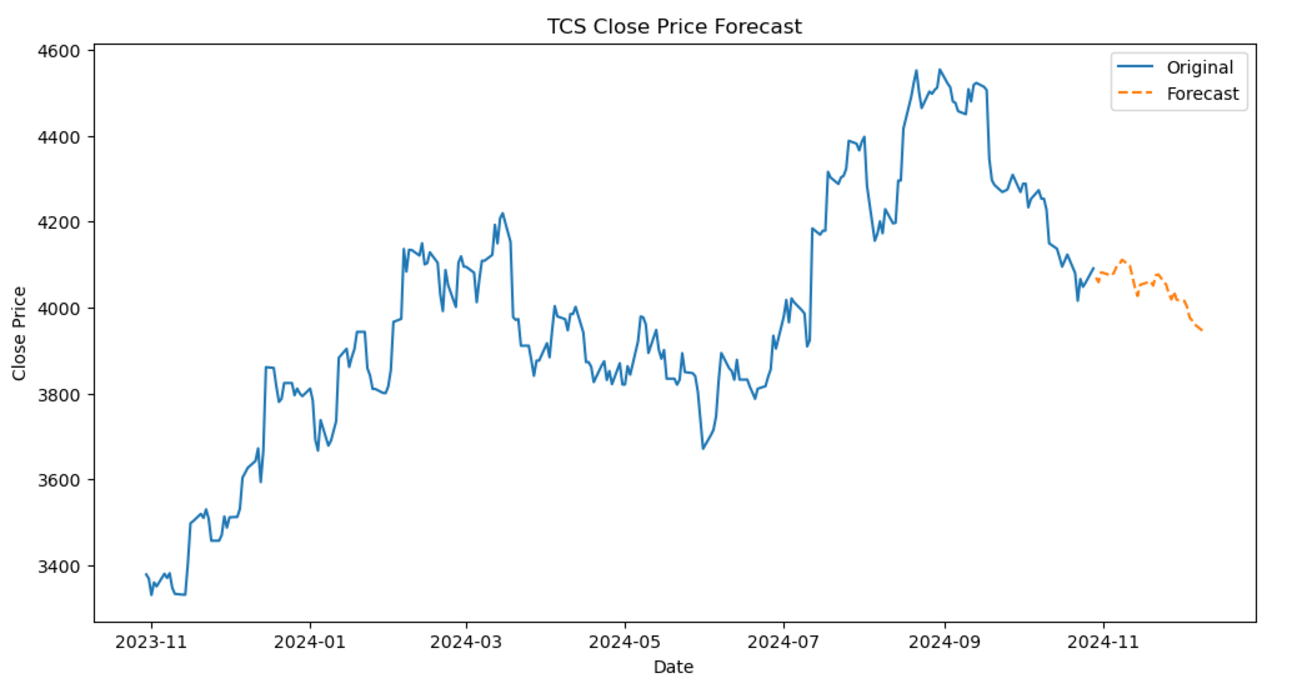 TCS Close Price Forecast
Original
Forecast
Close Price
4600
4400
4200
4000
3800
3600
3400
2023-11 2024-01 2024-03 2024-05 2024-07 2024-09 2024-11
Date